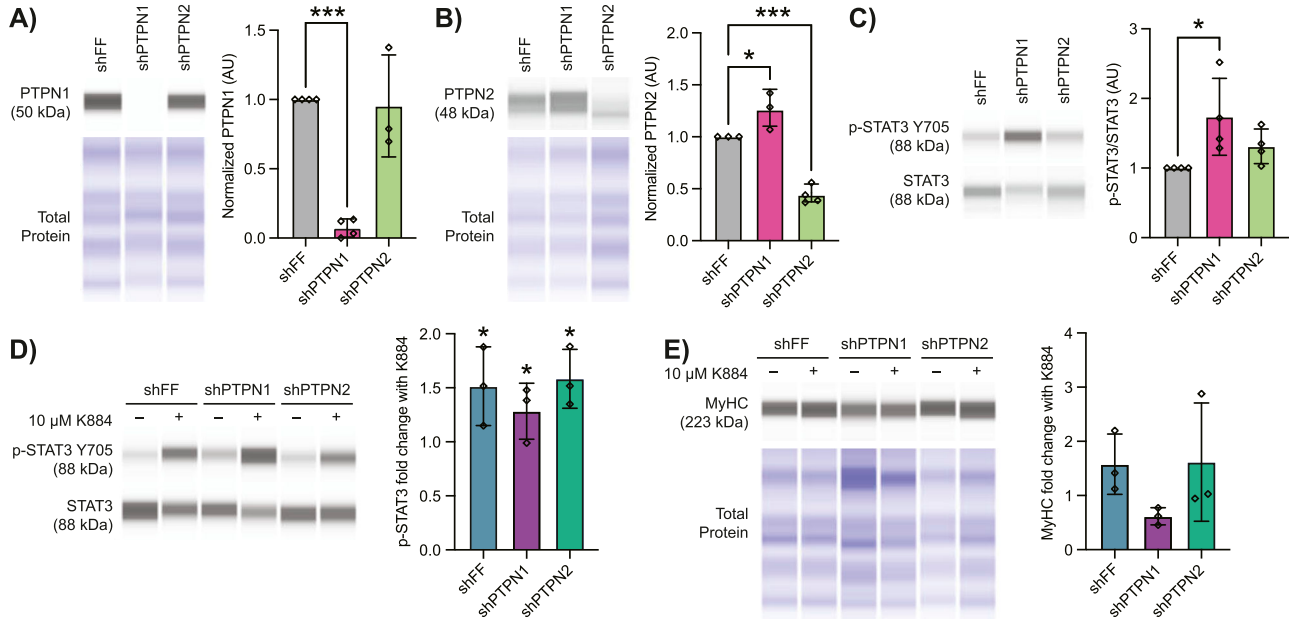 A)
shFF
shPTPN1
shPTPN2
PTPN1
(50 kDa)
Total
Protein
Normalized PTPN1 (AU)
1.5
1.0
0.5
0.0
***
shFF
shPTPN1
shPTPN2
B)
shFF
shPTPN1
shPTPN2
PTPN2
(48 kDa)
Total
Protein
Normalized PTPN2 (AU)
2.0
1.5
1.0
0.5
0.0
***
*
shFF
shPTPN1
shPTPN2
C)
shFF
shPTPN1
shPTPN2
p-STAT3 Y705
(88 kDa)
STAT3
(88 kDa)
p-STAT3/STAT3 (AU)
3
2
1
0
*
shFF
shPTPN1
shPTPN2
D)
shFF shPTPN1 shPTPN2
10 µM K884 – + – + – +
p-STAT3 Y705
(88 kDa)
STAT3
(88 kDa)
p-STAT3 fold change with K884
2.0
1.5
1.0
0.5
0.0
* * *
shFF
shPTPN1
shPTPN2
E)
shFF shPTPN1 shPTPN2
10 µM K884 – + – + – +
MyHC
(223 kDa)
Total
Protein
MyHC fold change with K884
4
3
2
1
0
shFF
shPTPN1
shPTPN2